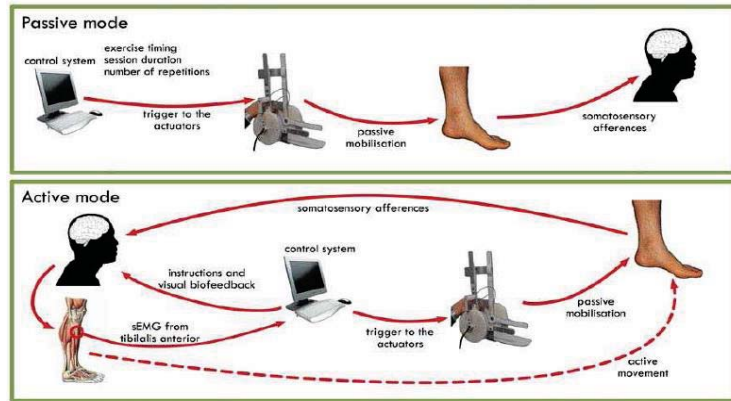 Passive mode
control system
exercise timing
session duration
number of repetitions
trigger to the
actuators
passive
mobilisation
somatosensory
afferences
Active mode
somatosensory afferences
control system
instructions and
visual biofeedback
sEMG from
tibilalis anterior
trigger to the
actuators
passive
mobilisation
active
movement